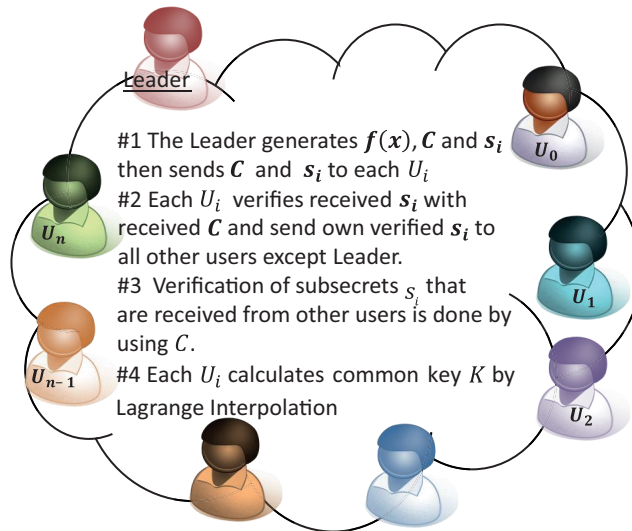 Leader
#1 The Leader generates f(x), C and s_i
then sends C and s_i to each U_i
#2 Each U_i verifies received s_i with
received C and send own verified s_i to
all other users except Leader.
#3 Verification of subsecrets s_i that
are received from other users is done by
using C.
#4 Each U_i calculates common key K by
Lagrange Interpolation
U_0
U_1
U_2
U_n
U_{n-1}